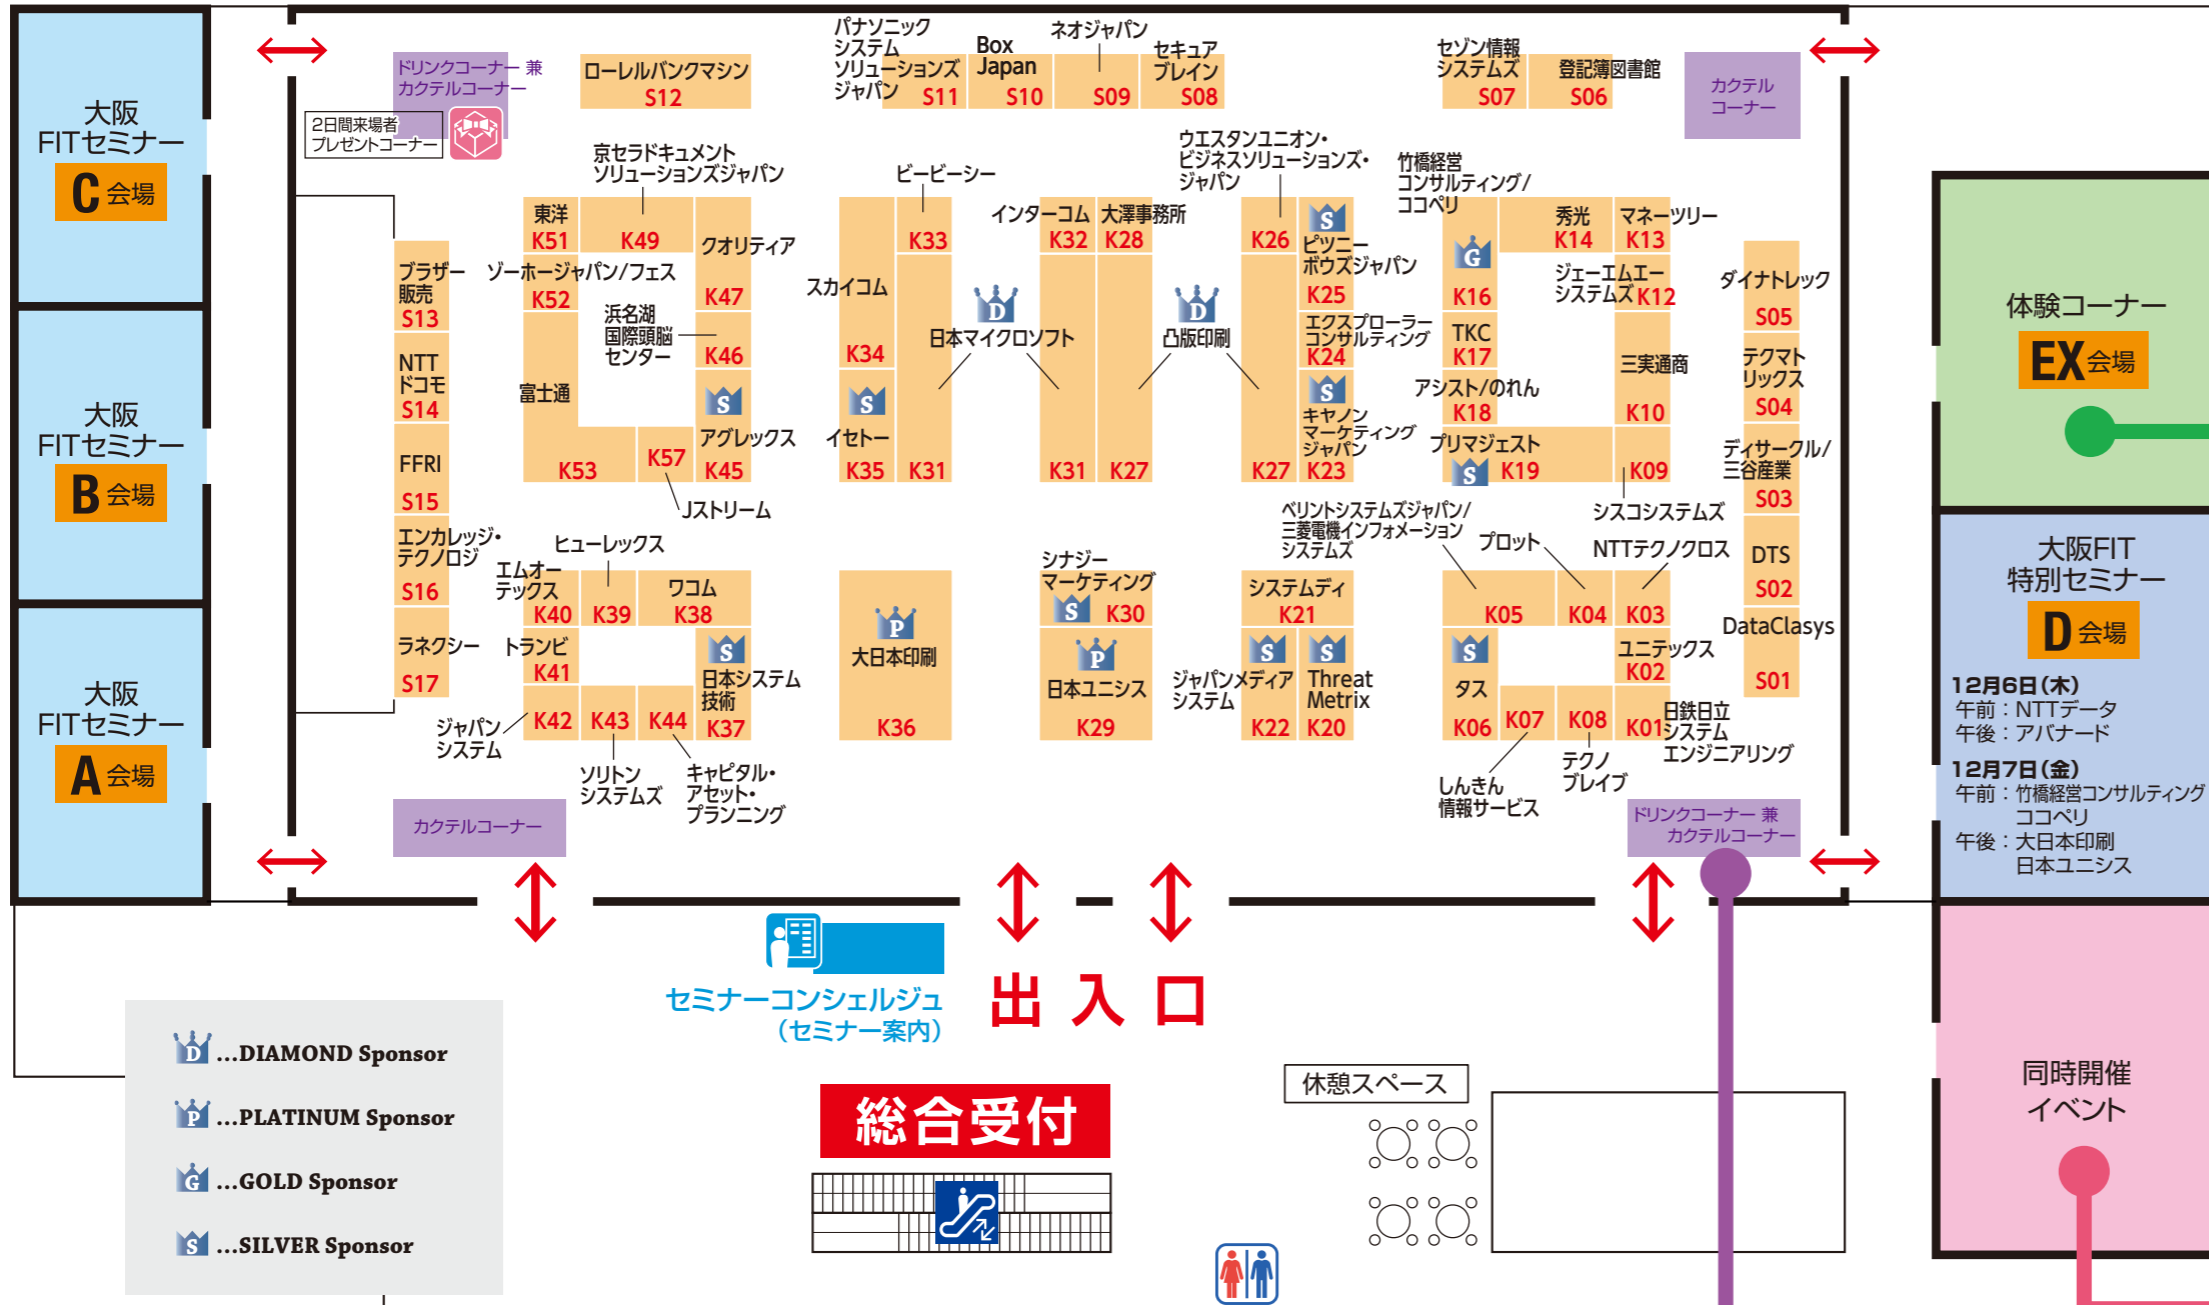 大阪
FITセミナー
C 会場
大阪
FITセミナー
B 会場
大阪
FITセミナー
A 会場
ドリンクコーナー 兼
カクテルコーナー
2日間来場者
プレゼントコーナー
ローレルバンクマシン
S12
パナソニック
システム
ソリューションズ
ジャパン
S11
Box
Japan
S10
ネオジャパン
S09
セキュア
ブレイン
S08
セゾン情報
システムズ
S07
登記簿図書館
S06
カクテル
コーナー
ブラザー
販売
S13
NTT
ドコモ
S14
FFRI
S15
エンカレッジ・
テクノロジ
S16
ラネクシー
S17
京セラドキュメント
ソリューションズジャパン
東洋
K51
K49
クオリティア
K47
ゾーホージャパン/フェス
K52
浜名湖
国際頭脳
センター
K46
富士通
K53
K57
Jストリーム
S
アグレックス
K45
ビービーシー
K33
スカイコム
K34
S
イセトー
K35
K31
D
日本マイクロソフト
インターコム
K32
大澤事務所
K28
K31
K27
D
凸版印刷
ウエスタンユニオン・
ビジネスソリューションズ・
ジャパン
K26
K27
S
ピツニー
ボウズジャパン
K25
エクスプローラー
コンサルティング
K24
S
キヤノン
マーケティング
ジャパン
K23
竹橋経営
コンサルティング/
ココペリ
G
K16
秀光
K14
マネーツリー
K13
ジェーエムエー
システムズ
K12
TKC
K17
三実通商
K10
アシスト/のれん
K18
プリマジェスト
S
K19
K09
シスコシステムズ
ダイナトレック
S05
テクマト
リックス
S04
ディサークル/
三谷産業
S03
DTS
S02
DataClasys
S01
エムオー
テックス
K40
ヒューレックス
K39
ワコム
K38
トランビ
K41
S
日本システム
技術
K37
ジャパン
システム
K42
K43
ソリトン
システムズ
K44
キャピタル・
アセット・
プランニング
P
大日本印刷
K36
シナジー
マーケティング
S
K30
P
日本ユニシス
K29
システムディ
K21
S
ジャパンメディア
システム
K22
S
Threat
Metrix
K20
ベリントシステムズジャパン/
三菱電機インフォメーション
システムズ
K05
プロット
K04
NTTテクノクロス
K03
ユニテックス
K02
S
タス
K06
K07
しんきん
情報サービス
K08
テクノ
ブレイブ
K01
日鉄日立
システム
エンジニアリング
カクテルコーナー
ドリンクコーナー 兼
カクテルコーナー
体験コーナー
EX 会場
大阪FIT
特別セミナー
D 会場
12月6日(木)
午前：NTTデータ
午後：アバナード
12月7日(金)
午前：竹橋経営コンサルティング
ココペリ
午後：大日本印刷
日本ユニシス
同時開催
イベント
セミナーコンシェルジュ
(セミナー案内)
出入口
総合受付
休憩スペース
D ...DIAMOND Sponsor
P ...PLATINUM Sponsor
G ...GOLD Sponsor
S ...SILVER Sponsor